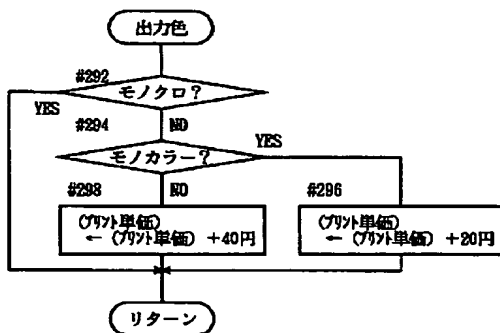 出力色
#292
モノクロ?
YES
#294
NO
YES
モノカラー?
#298
NO
#296
(プリント単価)
← (プリント単価) +40円
(プリント単価)
← (プリント単価) +20円
リターン